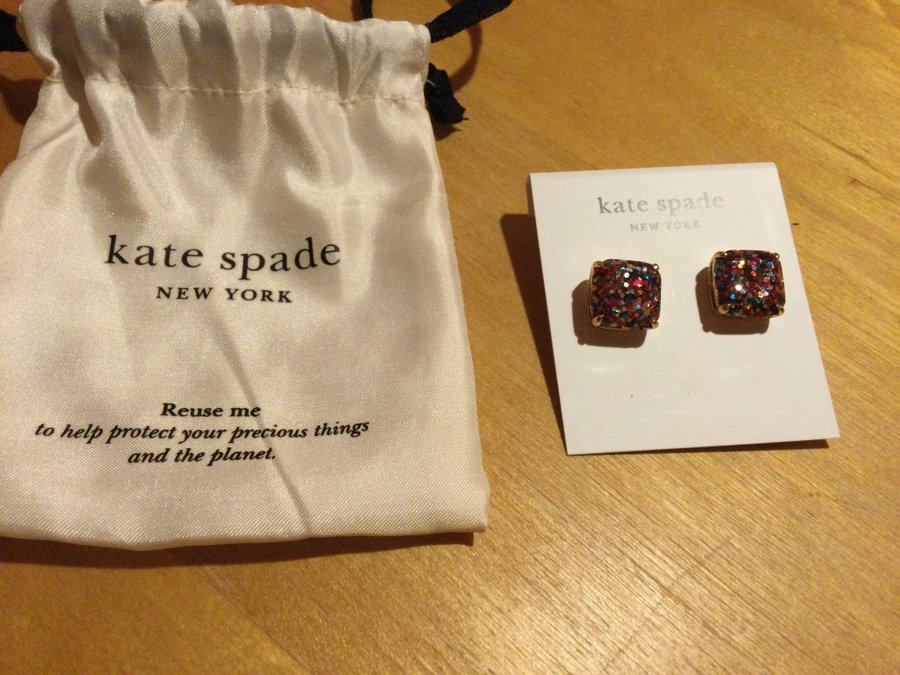 kate spade
NEW YORK
Reuse me
to help protect your precious things
and the planet.
kate spade
NEW YORK